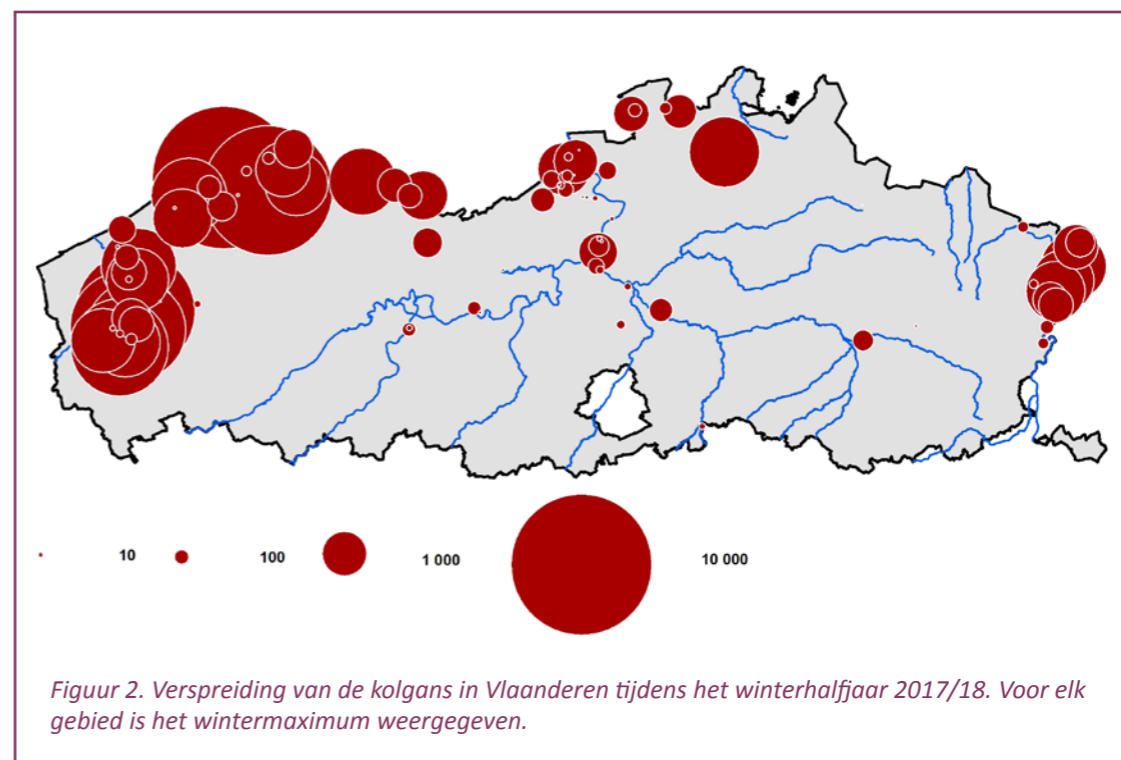 10 100 1 000 10 000
Figuur 2. Verspreiding van de kolgans in Vlaanderen tijdens het winterhalfjaar 2017/18. Voor elk
gebied is het wintermaximum weergegeven.